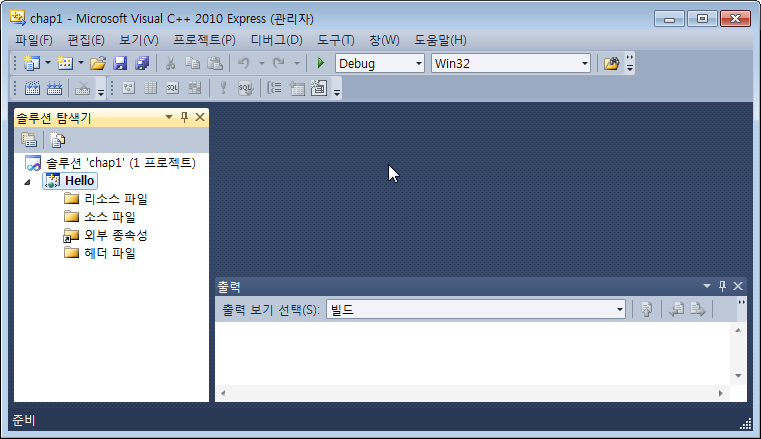 chap1 - Microsoft Visual C++ 2010 Express (관리자)
파일(F) 편집(E) 보기(V) 프로젝트(P) 디버그(D) 도구(T) 창(W) 도움말(H)
Debug Win32
솔루션 탐색기
솔루션 'chap1' (1 프로젝트)
Hello
리소스 파일
소스 파일
외부 종속성
헤더 파일
출력
출력 보기 선택(S): 빌드
준비